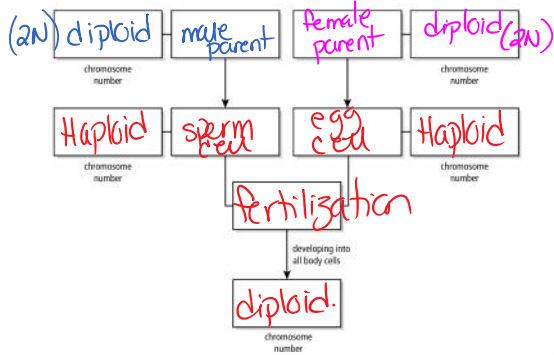 (2N) diploid
male
parent
female
parent
diploid (2N)
chromosome
number
chromosome
number
Haploid
sperm
cell
egg
cell
Haploid
chromosome
number
chromosome
number
fertilization
developing into
all body cells
diploid.
chromosome
number